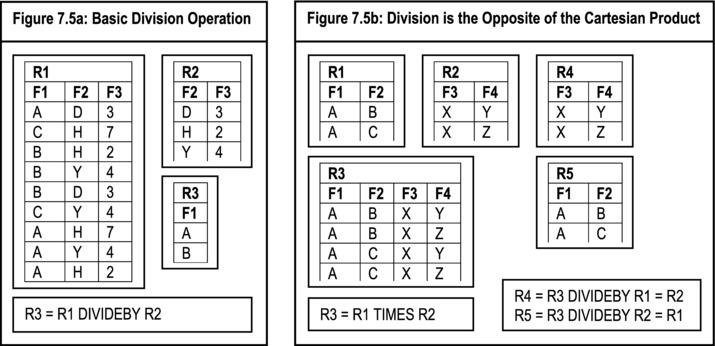 Figure 7.5a: Basic Division Operation
R1
F1 F2 F3
A D 3
C H 7
B H 2
B Y 4
B D 3
C Y 4
A H 7
A Y 4
A H 2
R2
F2 F3
D 3
H 2
Y 4
R3
F1
A
B
R3 = R1 DIVIDEBY R2
Figure 7.5b: Division is the Opposite of the Cartesian Product
R1
F1 F2
A B
A C
R2
F3 F4
X Y
X Z
R4
F3 F4
X Y
X Z
R3
F1 F2 F3 F4
A B X Y
A B X Z
A C X Y
A C X Z
R5
F1 F2
A B
A C
R3 = R1 TIMES R2
R4 = R3 DIVIDEBY R1 = R2
R5 = R3 DIVIDEBY R2 = R1